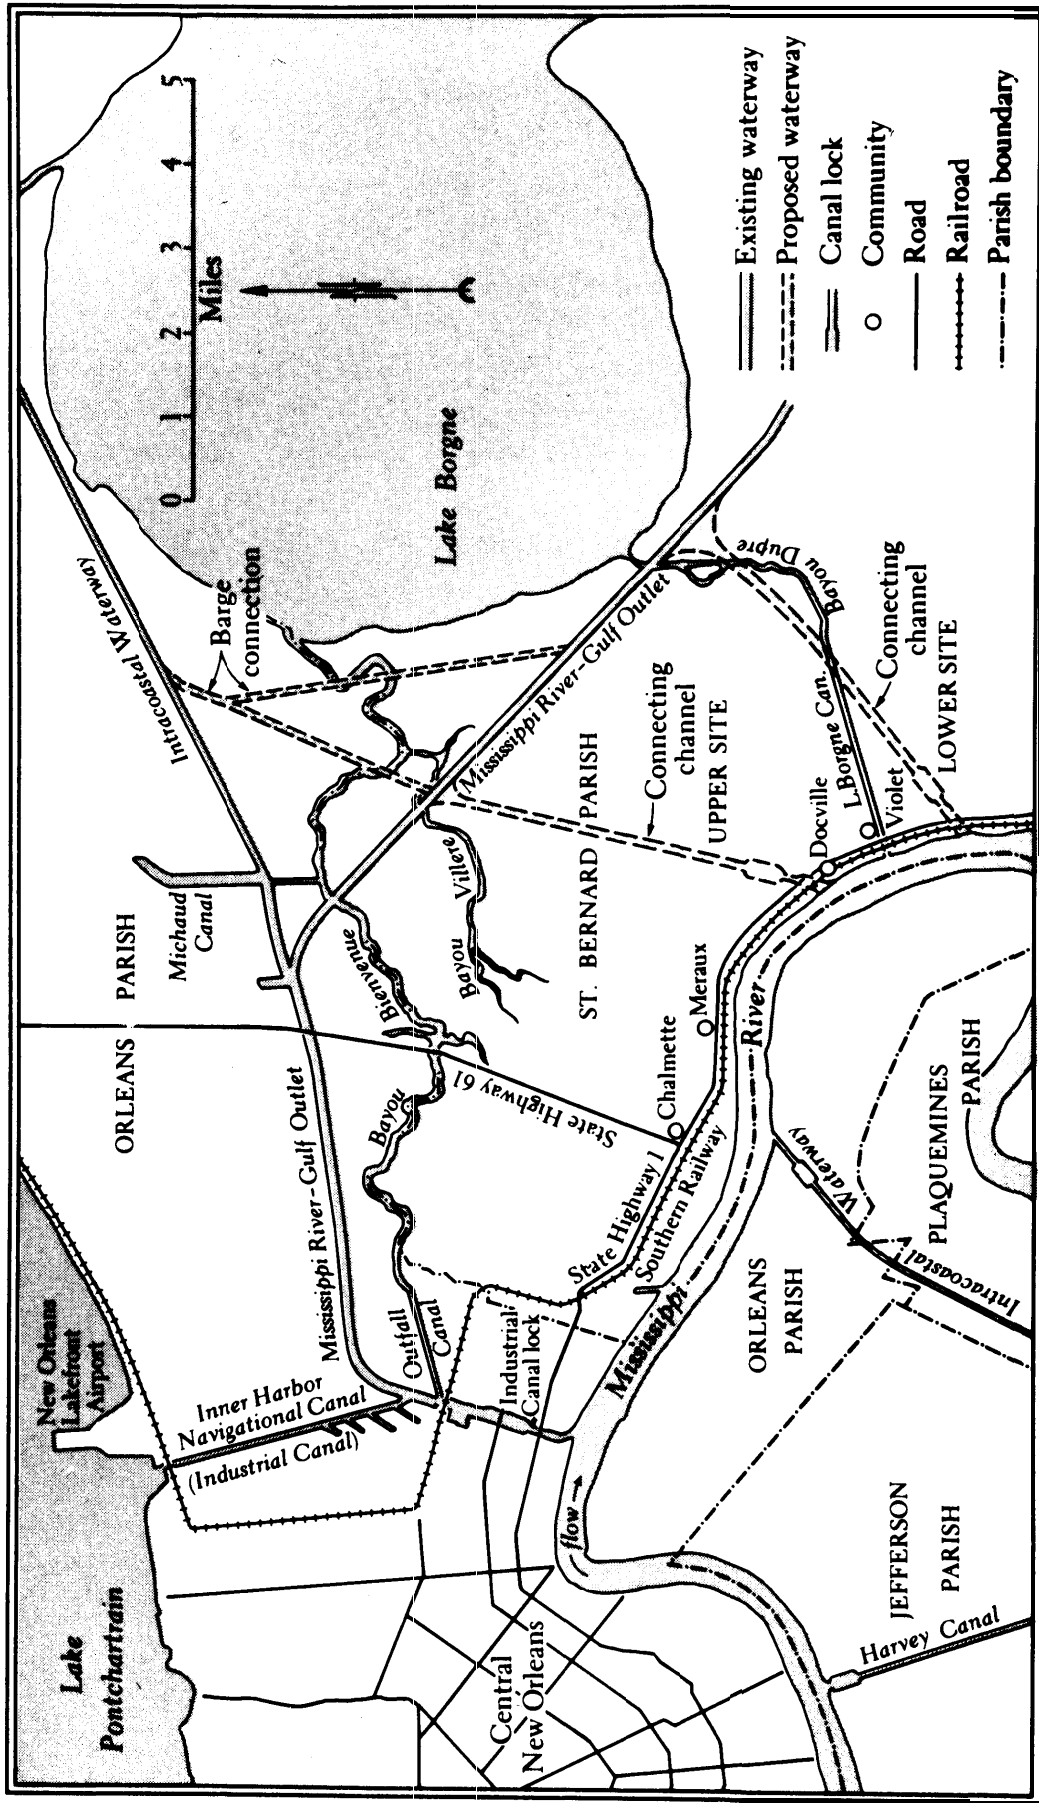 Lake
Pontchartrain
New Orleans
Lakefront
Airport
Inner Harbor
Navigational Canal
(Industrial Canal)
Mississippi River-Gulf Outlet
ORLEANS PARISH
Michaud
Canal
Intracoastal Waterway
Barge
connection
0 1 2 3 4 5
Miles
Lake Borgne
Outfall
Canal
Bayou
Bienvenue
State Highway 61
Bayou Villere
Mississippi River-Gulf Outlet
Industrial
Canal lock
State Highway 1
Southern Railway
Chalmette
Meraux
ST. BERNARD PARISH
Connecting
channel
UPPER SITE
Docville
L.Borgne Can.
Violet
Bayou Dupre
Connecting
channel
LOWER SITE
Central
New Orleans
flow
Mississippi
River
ORLEANS
PARISH
Intracoastal
Waterway
PLAQUEMINES
PARISH
JEFFERSON
PARISH
Harvey Canal
Existing waterway
Proposed waterway
Canal lock
Community
Road
Railroad
Parish boundary